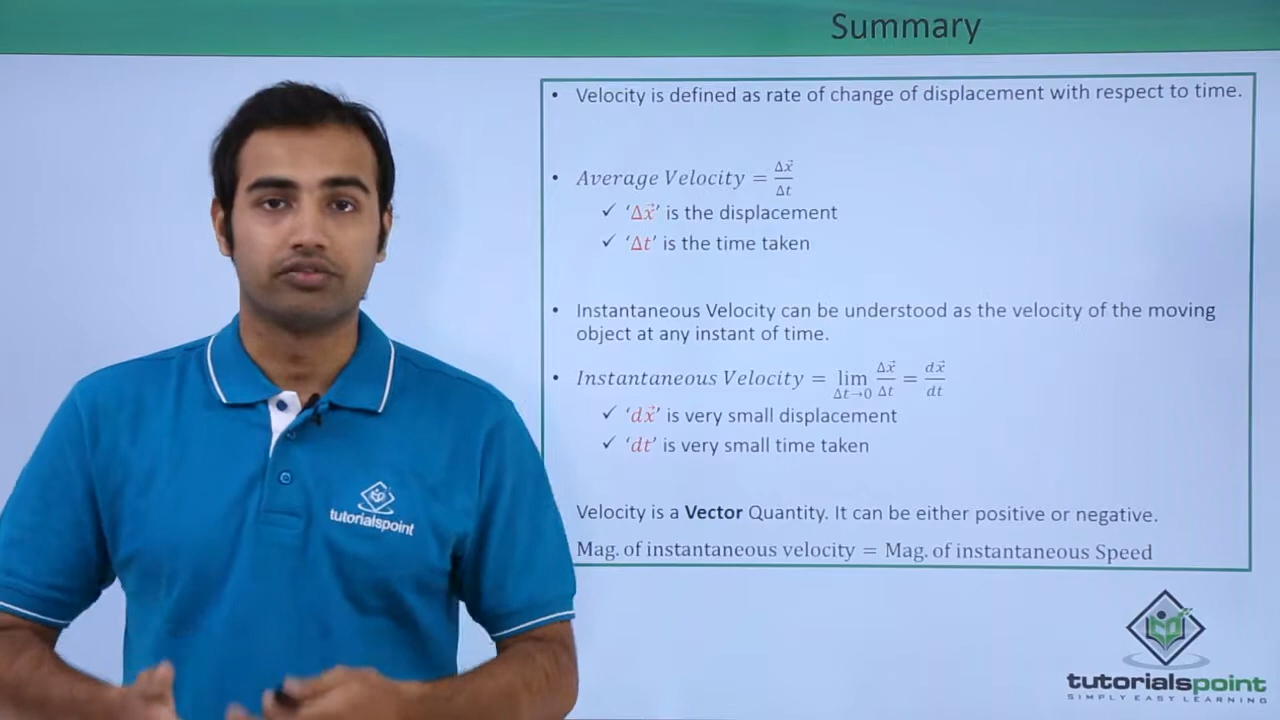 Summary
• Velocity is defined as rate of change of displacement with respect to time.
• Average Velocity = Δx⃗/Δt
✓ ‘Δx⃗’ is the displacement
✓ ‘Δt’ is the time taken
• Instantaneous Velocity can be understood as the velocity of the moving
object at any instant of time.
• Instantaneous Velocity = lim Δt→0 Δx⃗/Δt = dx⃗/dt
✓ ‘dx⃗’ is very small displacement
✓ ‘dt’ is very small time taken
Velocity is a Vector Quantity. It can be either positive or negative.
Mag. of instantaneous velocity = Mag. of instantaneous Speed
tutorialspoint
tutorialspoint
SIMPLY EASY LEARNING